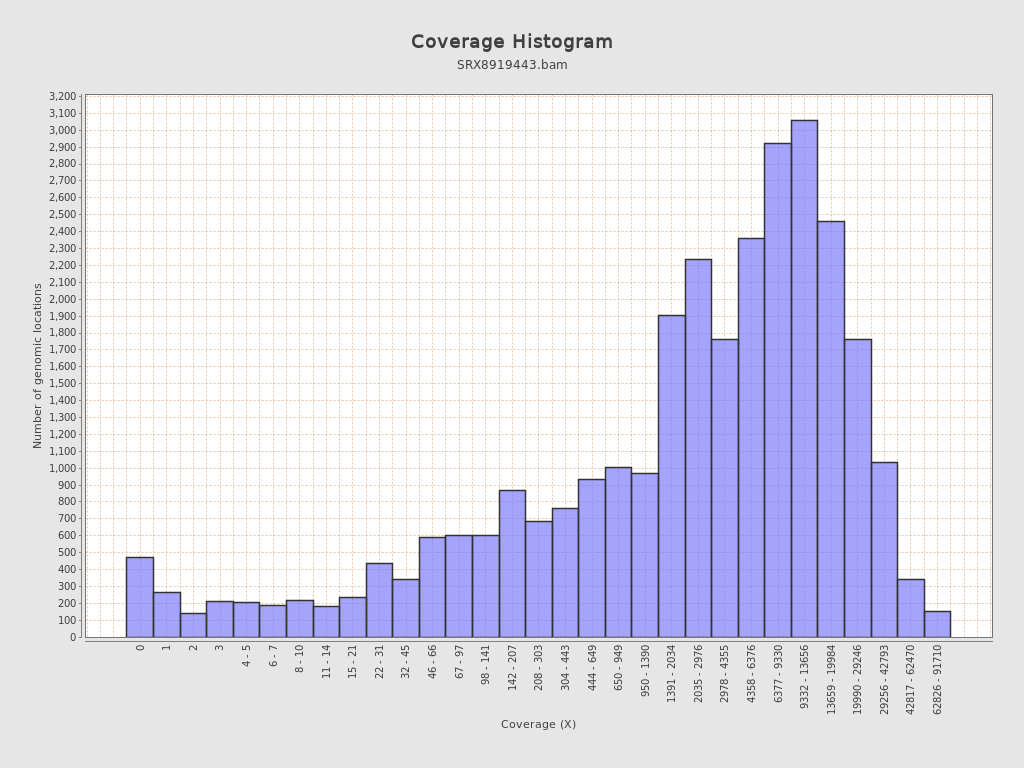 Coverage Histogram
SRX8919443.bam
3,200
3,100
3,000
2,900
2,800
2,700
2,600
2,500
2,400
2,300
2,200
2,100
2,000
1,900
1,800
1,700
1,600
1,500
1,400
1,300
1,200
1,100
1,000
900
800
700
600
500
400
300
200
100
0
Number of genomic locations
0
1
2
3
4 - 5
6 - 7
8 - 10
11 - 14
15 - 21
22 - 31
32 - 45
46 - 66
67 - 97
98 - 141
142 - 207
208 - 303
304 - 443
444 - 649
650 - 949
950 - 1390
1391 - 2034
2035 - 2976
2978 - 4355
4358 - 6376
6377 - 9330
9332 - 13656
13659 - 19984
19990 - 29246
29256 - 42793
42817 - 62470
62826 - 91710
Coverage (X)